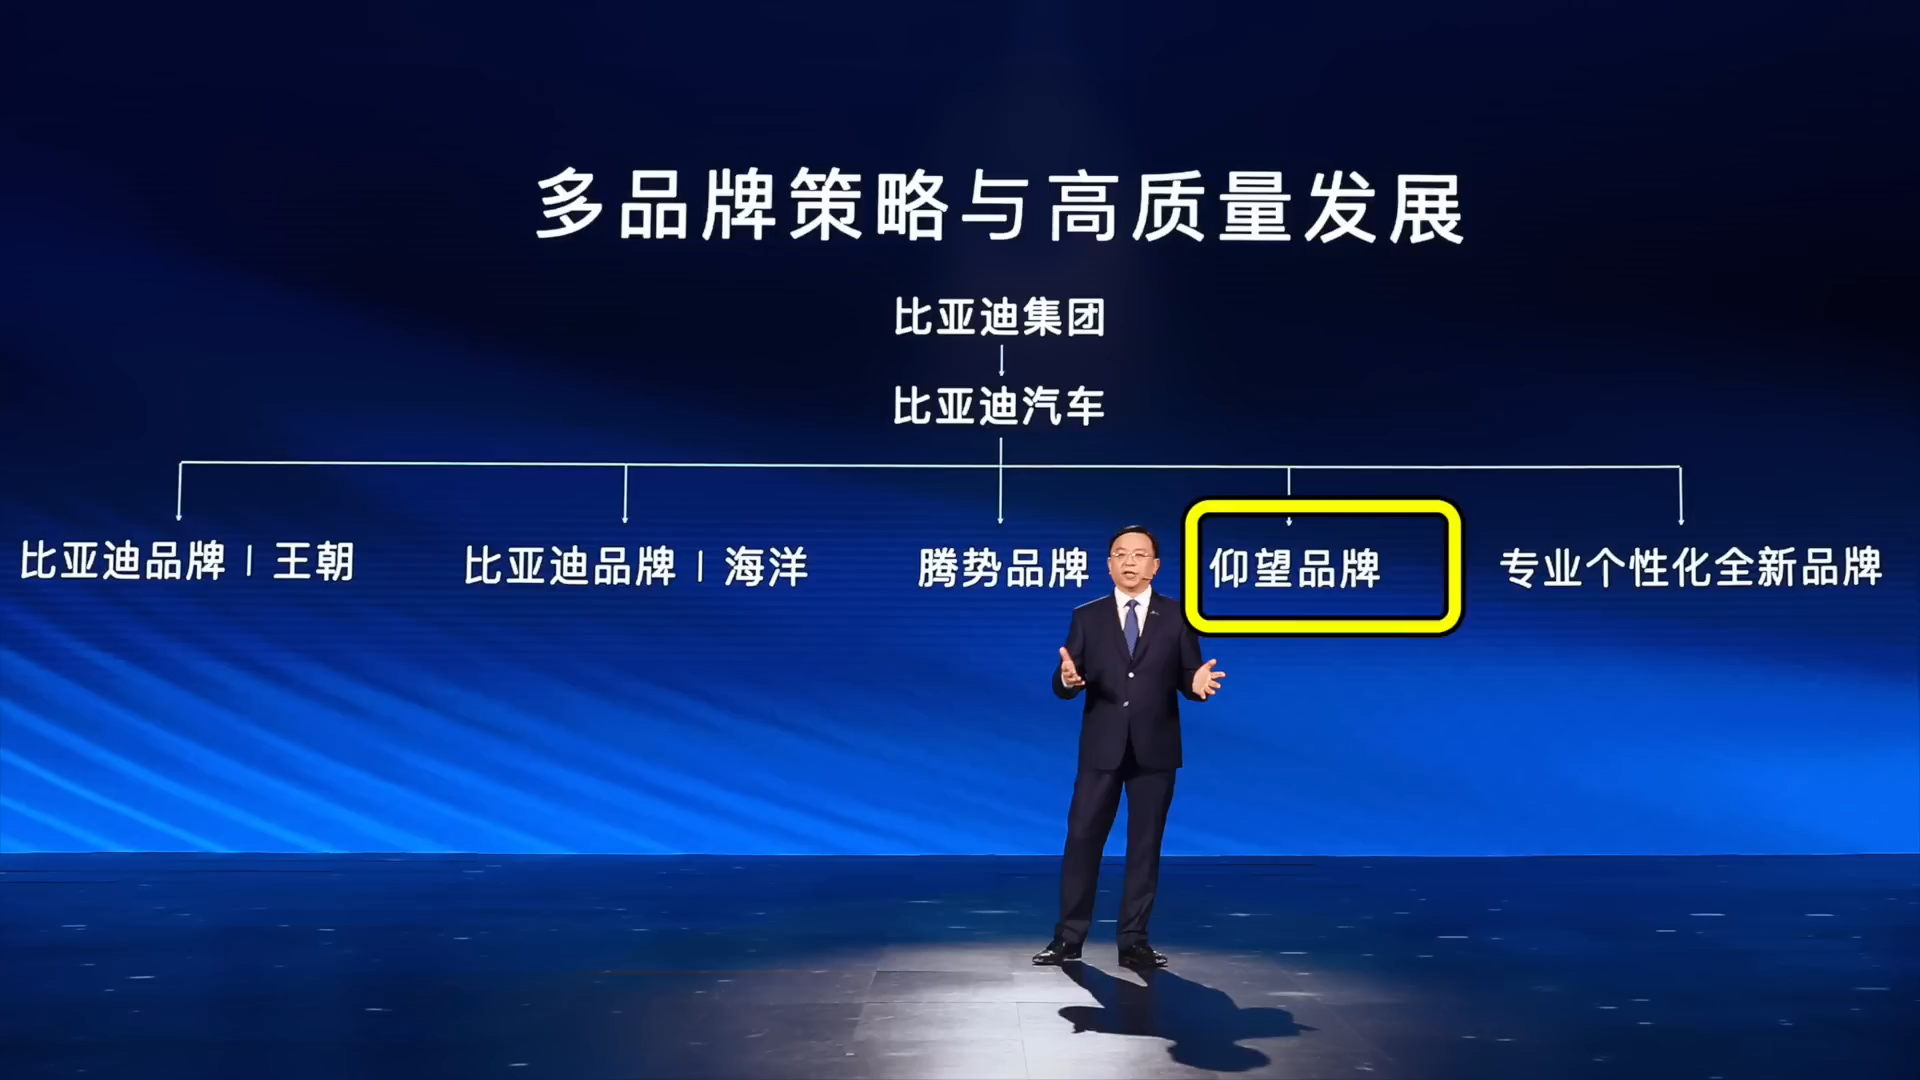 多品牌策略与高质量发展
比亚迪集团
比亚迪汽车
比亚迪品牌 | 王朝
比亚迪品牌 | 海洋
腾势品牌
仰望品牌
专业个性化全新品牌